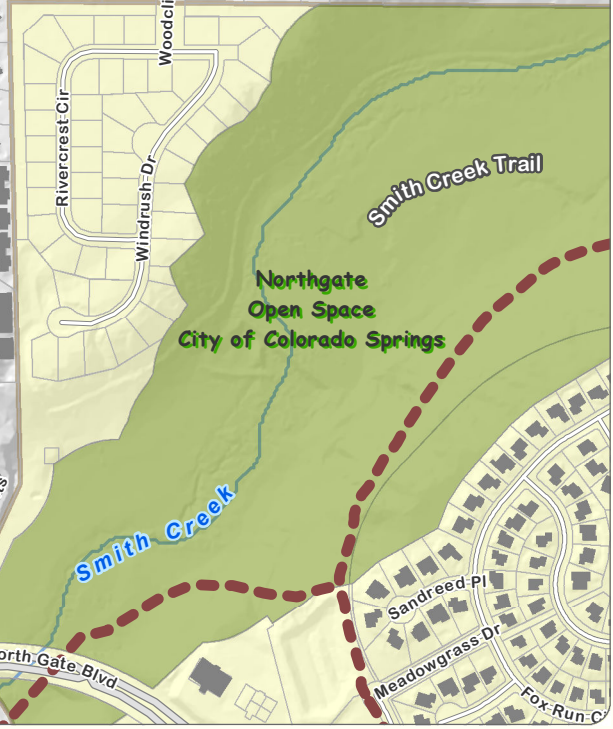 Woodcli
Rivercrest Cir
Windrush Dr
Smith Creek Trail
Northgate
Open Space
City of Colorado Springs
Smith Creek
orth Gate Blvd
Sandreed Pl
Meadowgrass Dr
Fox Run Ci